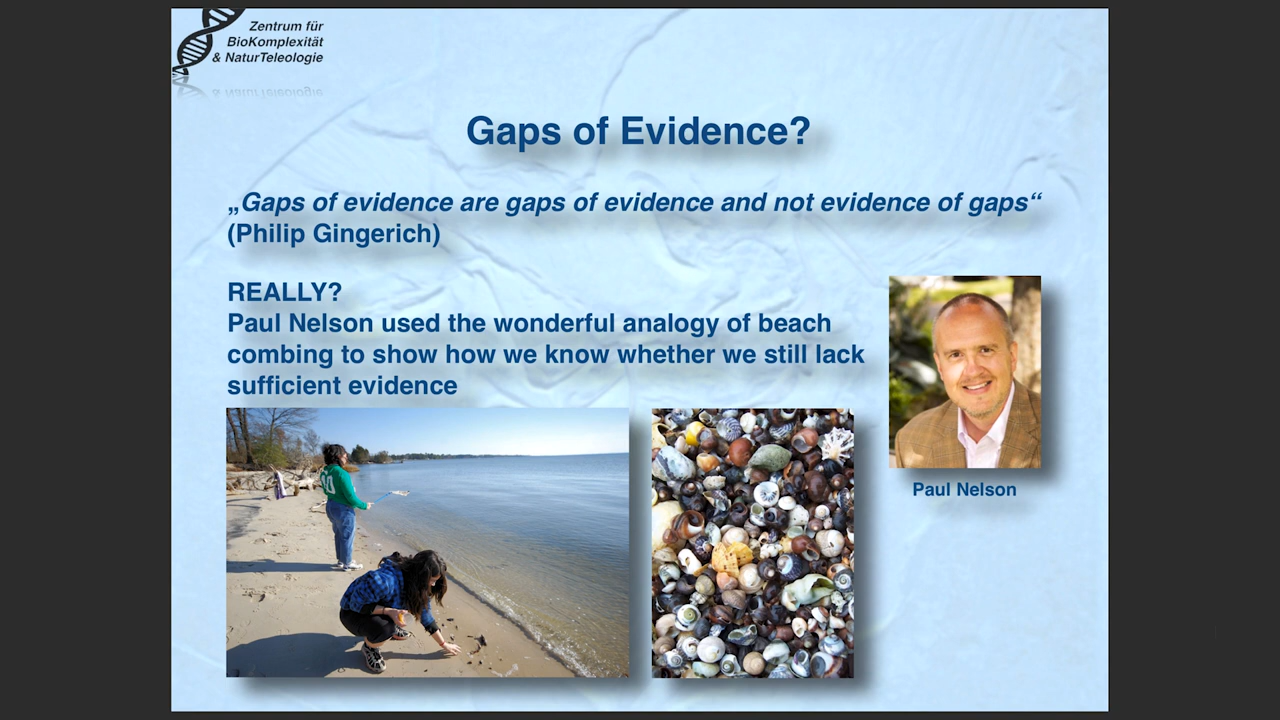 Zentrum für
BioKomplexität
& NaturTeleologie
Gaps of Evidence?
„Gaps of evidence are gaps of evidence and not evidence of gaps“
(Philip Gingerich)
REALLY?
Paul Nelson used the wonderful analogy of beach
combing to show how we know whether we still lack
sufficient evidence
Paul Nelson